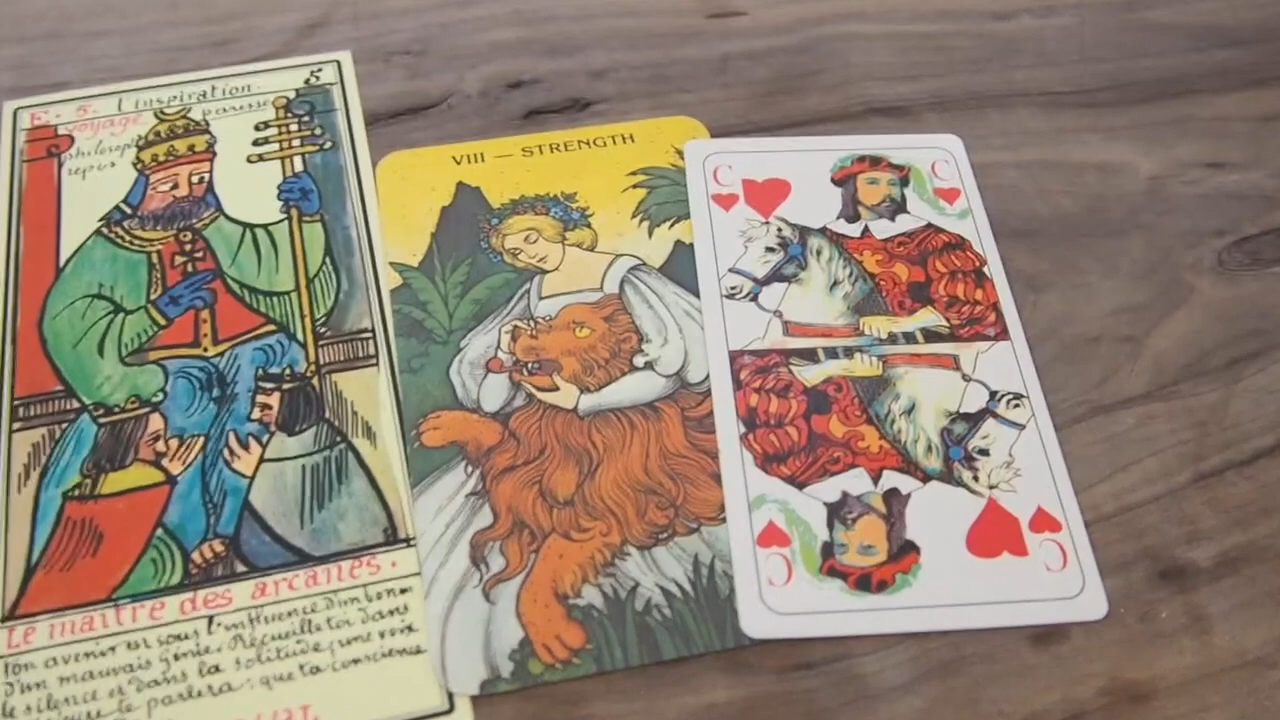 E. 5. L'inspiration. 5
voyage paresse
philosophe
repos
Le maître des arcanes.
Ton avenir est sous l'influence d'un bon ou
d'un mauvais Génie. Recueille toi dans
le silence et dans la solitude, une voix
te parlera: que ta conscience
VIII — STRENGTH
C C
C C